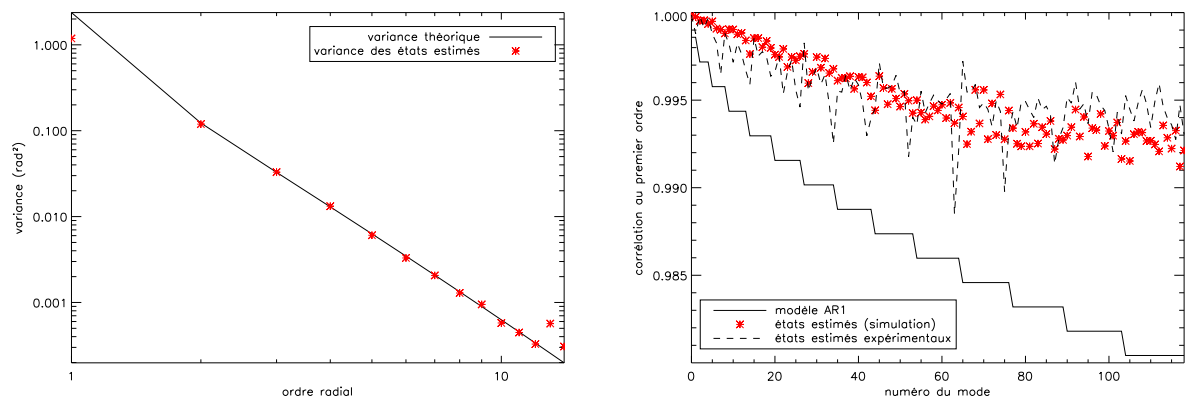 variance théorique
variance des états estimés
1.000
0.100
0.010
0.001
variance (rad²)
1
10
ordre radial
1.000
0.995
0.990
0.985
corrélation au premier ordre
modèle AR1
états estimés (simulation)
états estimés expérimentaux
0
20
40
60
80
100
numéro du mode